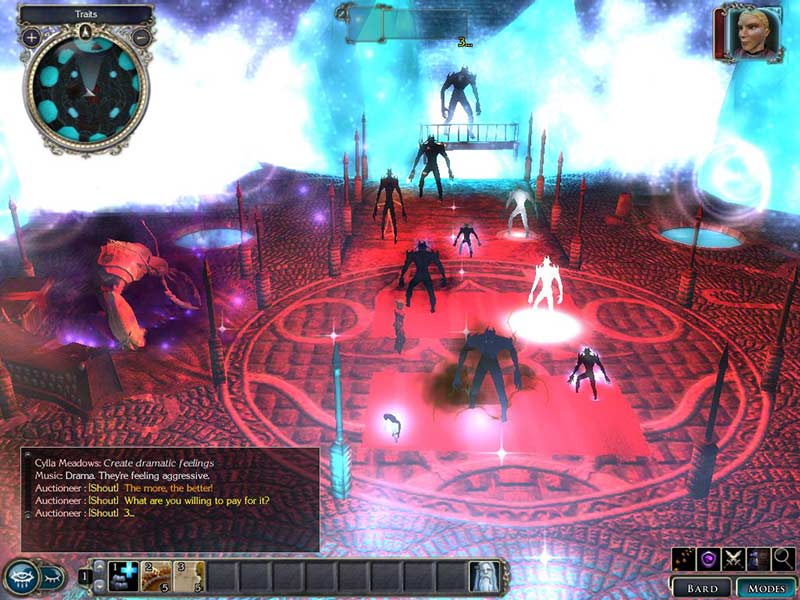 Traits
3...
Cylla Meadows: Create dramatic feelings
Music: Drama. They're feeling aggressive.
Auctioneer : [Shout] The more, the better!
Auctioneer : [Shout] What are you willing to pay for it?
Auctioneer : [Shout] 3...
1
1 2 3
5 5
BARD MODES